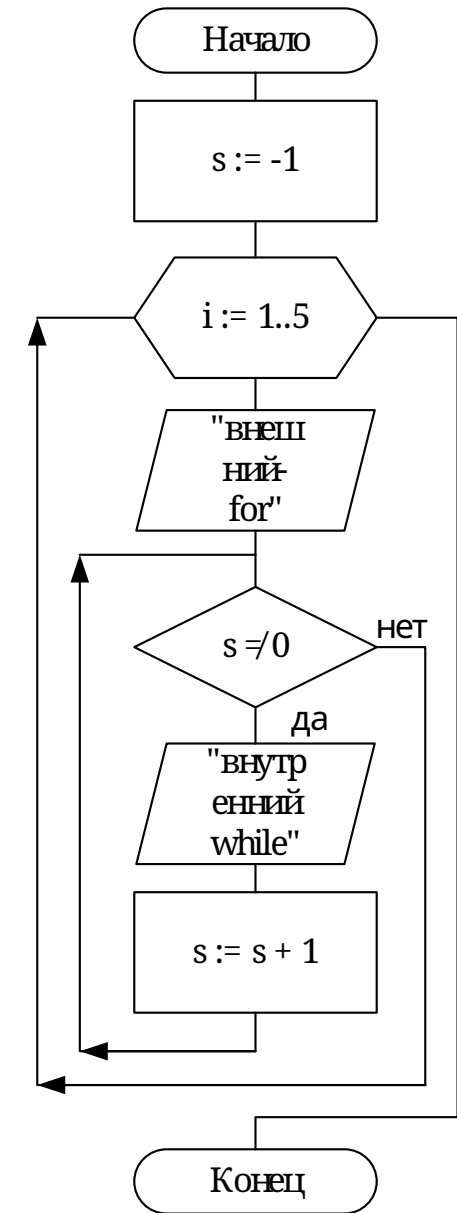 Начало
s := -1
i := 1..5
"внеш
ний-
for"
s ≠ 0
нет
да
"внутр
енний
while"
s := s + 1
Конец